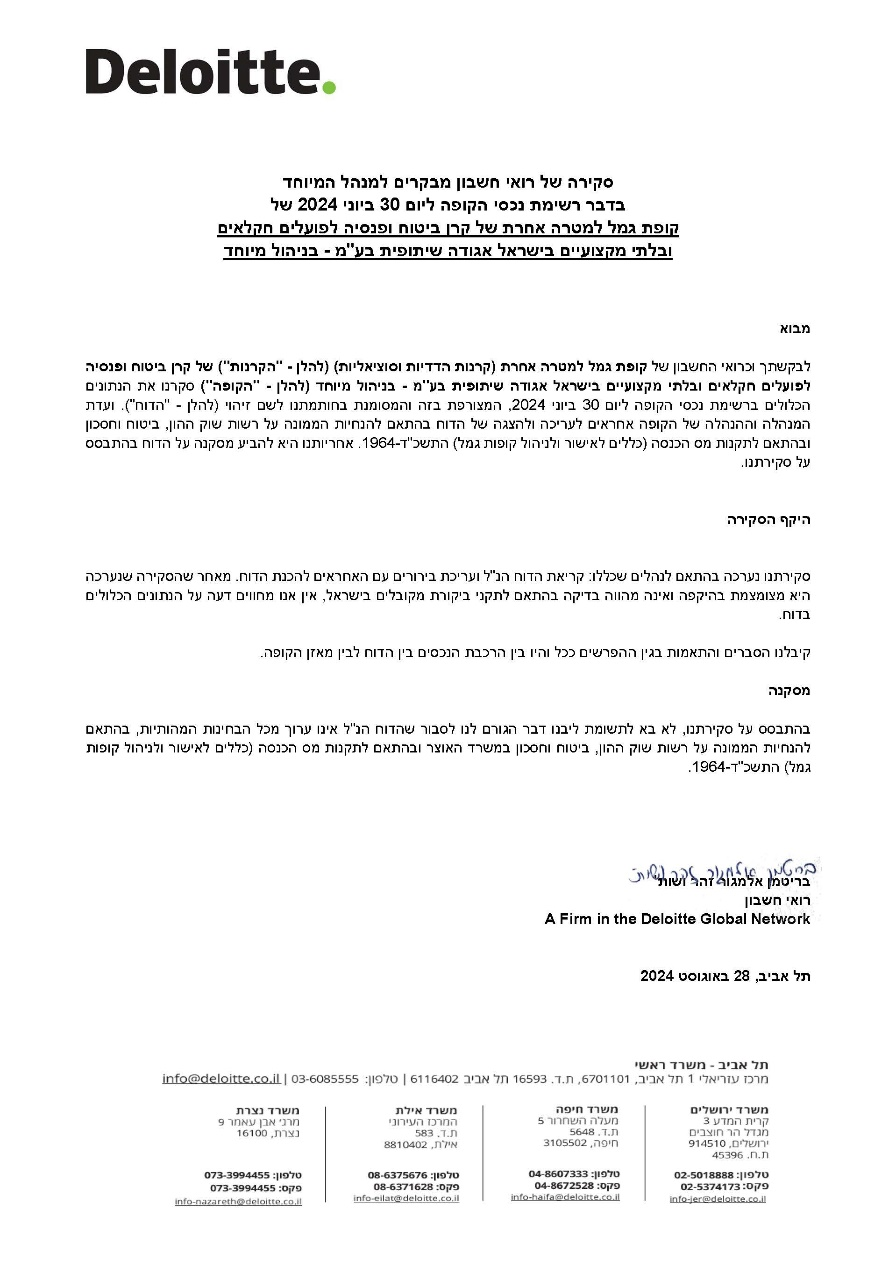 Deloitte.
סקירה של רואי חשבון מבקרים למנהל המיוחד
בדבר רשימת נכסי הקופה ליום 30 ביוני 2024 של
קופת גמל למטרה אחרת של קרן ביטוח ופנסיה לפועלים חקלאים
ובלתי מקצועיים בישראל אגודה שיתופית בע"מ - בניהול מיוחד
מבוא
לבקשתך וכרואי החשבון של קופת גמל למטרה אחרת (קרנות הדדיות וסוציאליות) (להלן - "הקרנות") של קרן ביטוח ופנסיה
לפועלים חקלאים ובלתי מקצועיים בישראל אגודה שיתופית בע"מ - בניהול מיוחד (להלן - "הקופה") סקרנו את הנתונים
הכלולים ברשימת נכסי הקופה ליום 30 ביוני 2024, המצורפת בזה והמסומנת בחותמתנו לשם זיהוי (להלן - "הדוח"). ועדת
המנהלה וההנהלה של הקופה אחראים לעריכה ולהצגה של הדוח בהתאם להנחיות הממונה על רשות שוק ההון, ביטוח וחסכון
ובהתאם לתקנות מס הכנסה (כללים לאישור ולניהול קופות גמל) התשכ"ד-1964. אחריותנו היא להביע מסקנה על הדוח בהתבסס
על סקירתנו.
היקף הסקירה
סקירתנו נערכה בהתאם לנהלים שכללו: קריאת הדוח הנ"ל ועריכת בירורים עם האחראים להכנת הדוח. מאחר שהסקירה שנערכה
היא מצומצמת בהיקפה ואינה מהווה בדיקה בהתאם לתקני ביקורת מקובלים בישראל, אין אנו מחווים דעה על הנתונים הכלולים
בדוח.
קיבלנו הסברים והתאמות בגין ההפרשים ככל והיו בין הרכבת הנכסים בין הדוח לבין מאזן הקופה.
מסקנה
בהתבסס על סקירתנו, לא בא לתשומת ליבנו דבר הגורם לנו לסבור שהדוח הנ"ל אינו ערוך מכל הבחינות המהותיות, בהתאם
להנחיות הממונה על רשות שוק ההון, ביטוח וחסכון במשרד האוצר ובהתאם לתקנות מס הכנסה (כללים לאישור ולניהול קופות
גמל) התשכ"ד-1964.
בריטמן אלמגור זהר ושות'
בריטמן אלמגור זהר ושות'
רואי חשבון
A Firm in the Deloitte Global Network
תל אביב, 28 באוגוסט 2024
תל אביב - משרד ראשי
מרכז עזריאלי 1 תל אביב, 6701101, ת.ד. 16593 תל אביב 6116402 | טלפון: 03-6085555 | info@deloitte.co.il
משרד ירושלים
קרית המדע 3
מגדל הר חוצבים
ירושלים, 914510
ת.ח. 45396
טלפון: 02-5018888
פקס: 02-5374173
info-jer@deloitte.co.il
משרד חיפה
מעלה השחרור 5
ת.ד. 5648
חיפה, 3105502
טלפון: 04-8607333
פקס: 04-8672528
info-haifa@deloitte.co.il
משרד אילת
המרכז העירוני
ת.ד. 583
אילת, 8810402
טלפון: 08-6375676
פקס: 08-6371628
info-eilat@deloitte.co.il
משרד נצרת
מרג' אבן עאמר 9
נצרת, 16100
טלפון: 073-3994455
פקס: 073-3994455
info-nazareth@deloitte.co.il